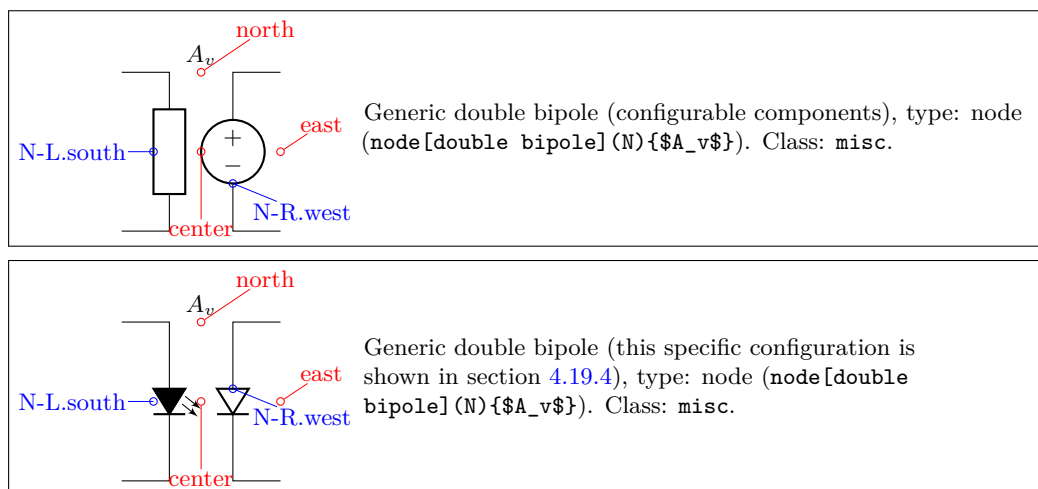 north
A_v
east
N-L.south
N-R.west
center
+
−
Generic double bipole (configurable components), type: node
(node[double bipole](N){$A_v$}). Class: misc.
north
A_v
east
N-L.south
N-R.west
center
Generic double bipole (this specific configuration is
shown in section 4.19.4), type: node (node[double
bipole](N){$A_v$}). Class: misc.